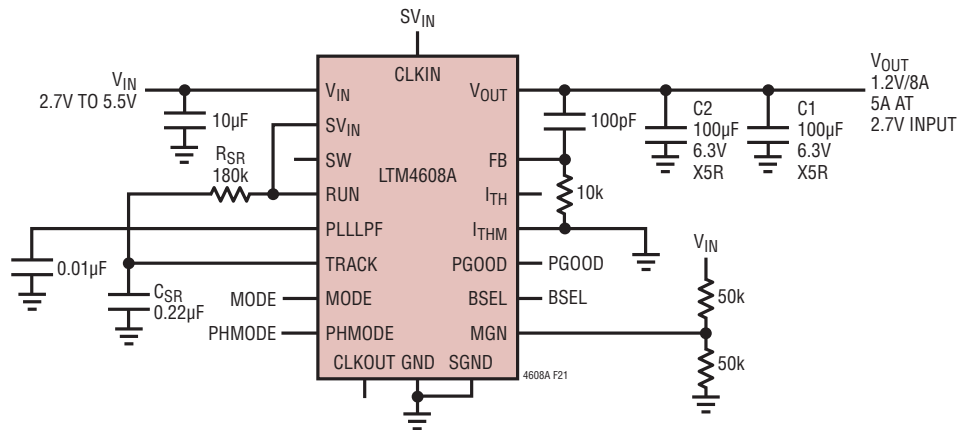 SVIN
CLKIN
VIN
2.7V TO 5.5V
10µF
VIN
SVIN
SW
RUN
PLLLPF
TRACK
MODE
PHMODE
CLKOUT GND SGND
LTM4608A
VOUT
FB
ITH
ITHM
PGOOD
BSEL
MGN
RSR
180k
0.01µF
CSR
0.22µF
MODE
PHMODE
100pF
10k
C2
100µF
6.3V
X5R
C1
100µF
6.3V
X5R
VOUT
1.2V/8A
5A AT
2.7V INPUT
PGOOD
BSEL
VIN
50k
50k
4608A F21